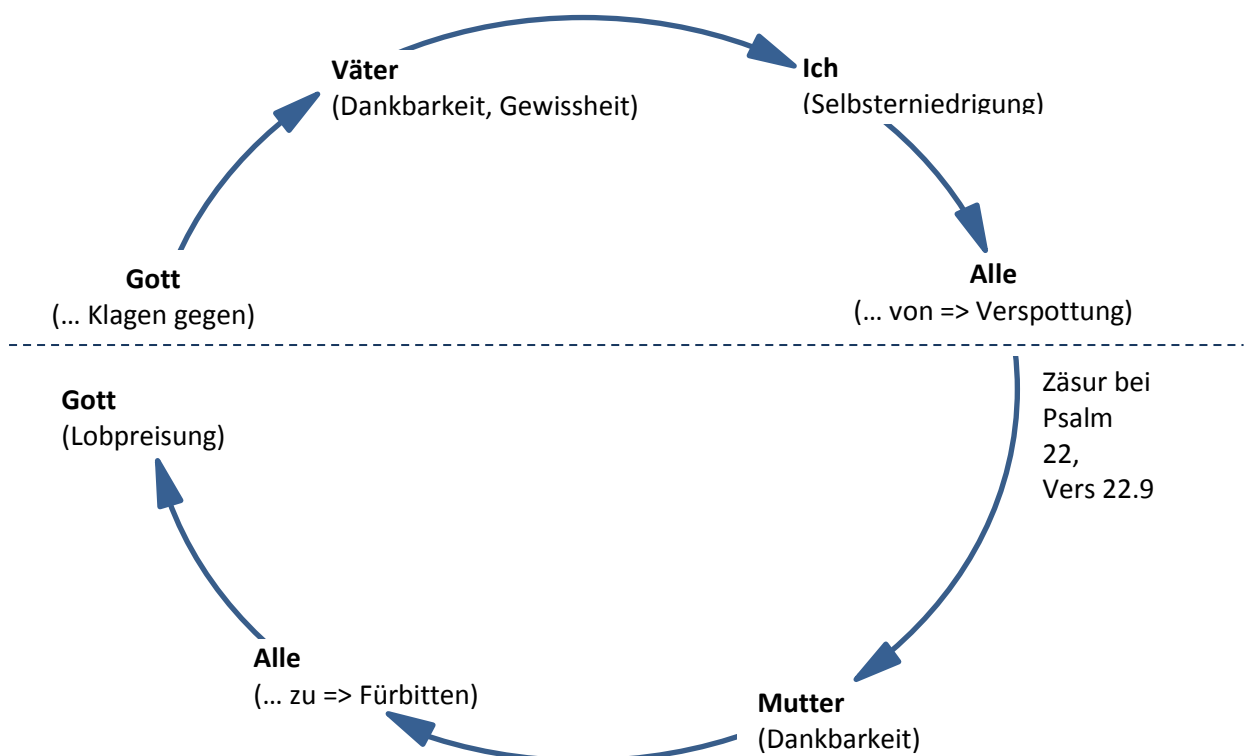 Väter
(Dankbarkeit, Gewissheit)
Ich
(Selbsterniedrigung)
Gott
(... Klagen gegen)
Alle
(... von => Verspottung)
Zäsur bei
Psalm
22,
Vers 22.9
Gott
(Lobpreisung)
Alle
(... zu => Fürbitten)
Mutter
(Dankbarkeit)